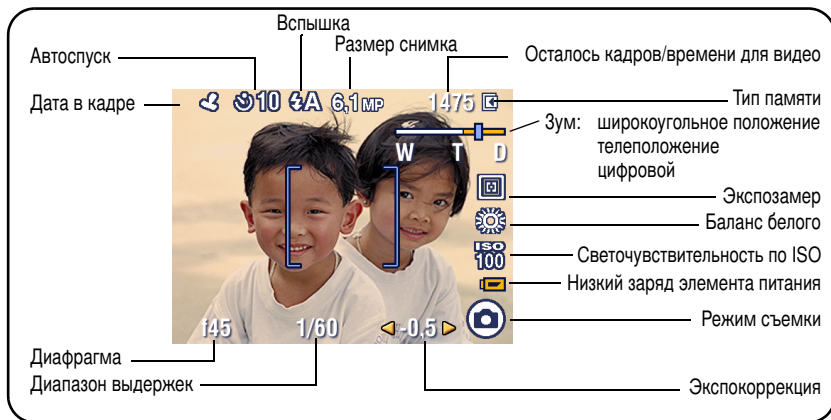 Вспышка
Автоспуск
Размер снимка
Осталось кадров/времени для видео
Дата в кадре
10 A 6,1 MP 1475
Тип памяти
Зум: широкоугольное положение
телеположение
цифровой
W T D
Экспозамер
Баланс белого
ISO
100
Светочувствительность по ISO
Низкий заряд элемента питания
Режим съемки
f45 1/60 -0,5
Диафрагма
Диапазон выдержек
Экспокоррекция